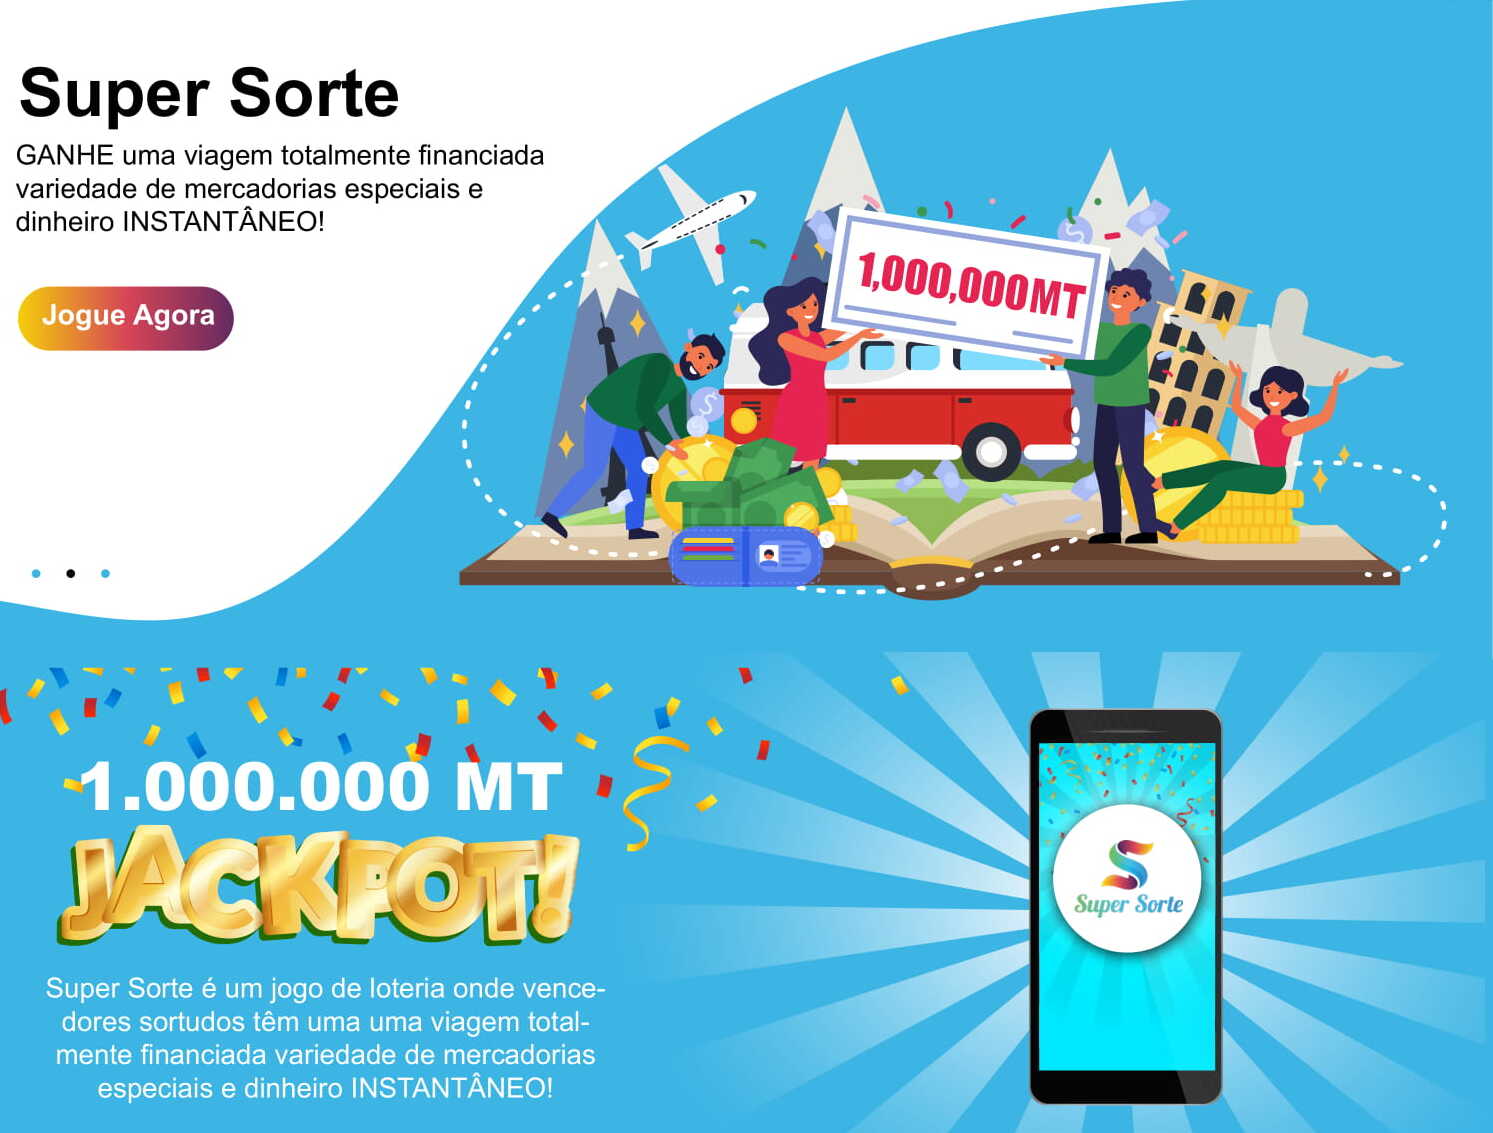 Super Sorte
GANHE uma viagem totalmente financiada
variedade de mercadorias especiais e
dinheiro INSTANTÂNEO!
Jogue Agora
1,000,000MT
1.000.000 MT
JACKPOT!
Super Sorte é um jogo de loteria onde vence-
dores sortudos têm uma uma viagem total-
mente financiada variedade de mercadorias
especiais e dinheiro INSTANTÂNEO!
Super Sorte